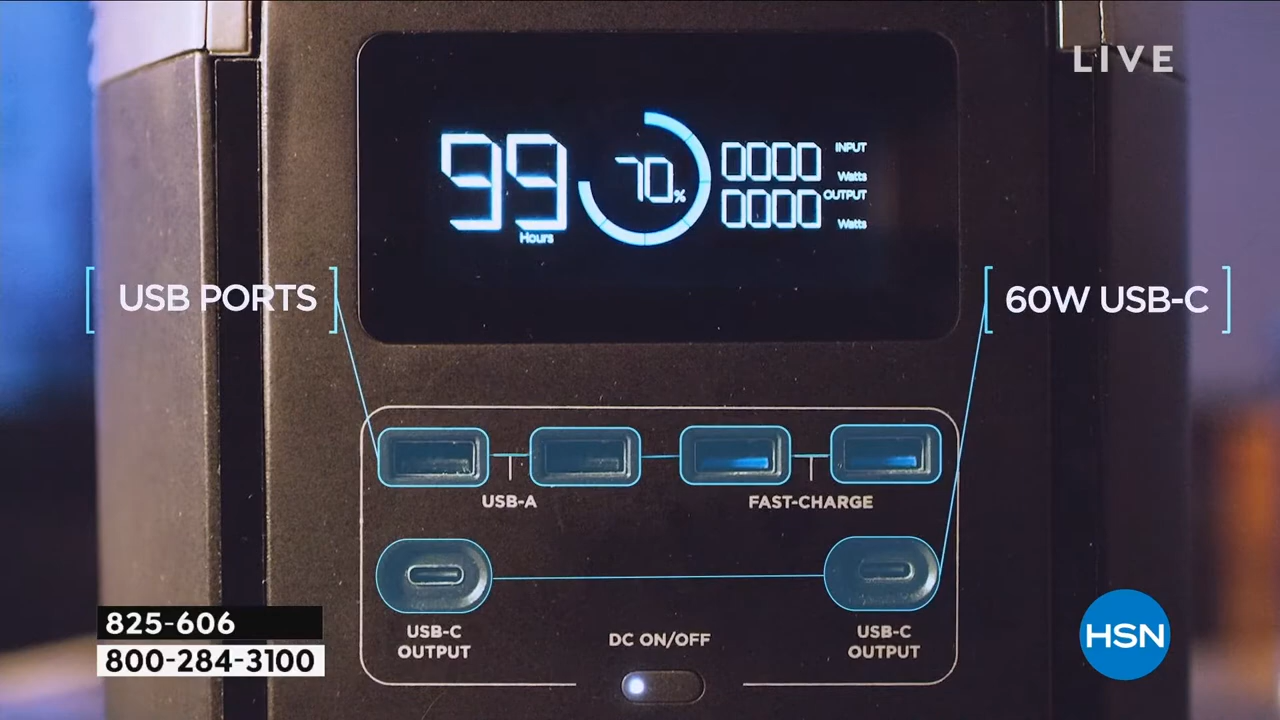 LIVE
99
Hours
70%
0000 INPUT
Watts
0000 OUTPUT
Watts
USB PORTS
60W USB-C
USB-A
FAST-CHARGE
USB-C
OUTPUT
DC ON/OFF
USB-C
OUTPUT
825-606
800-284-3100
HSN